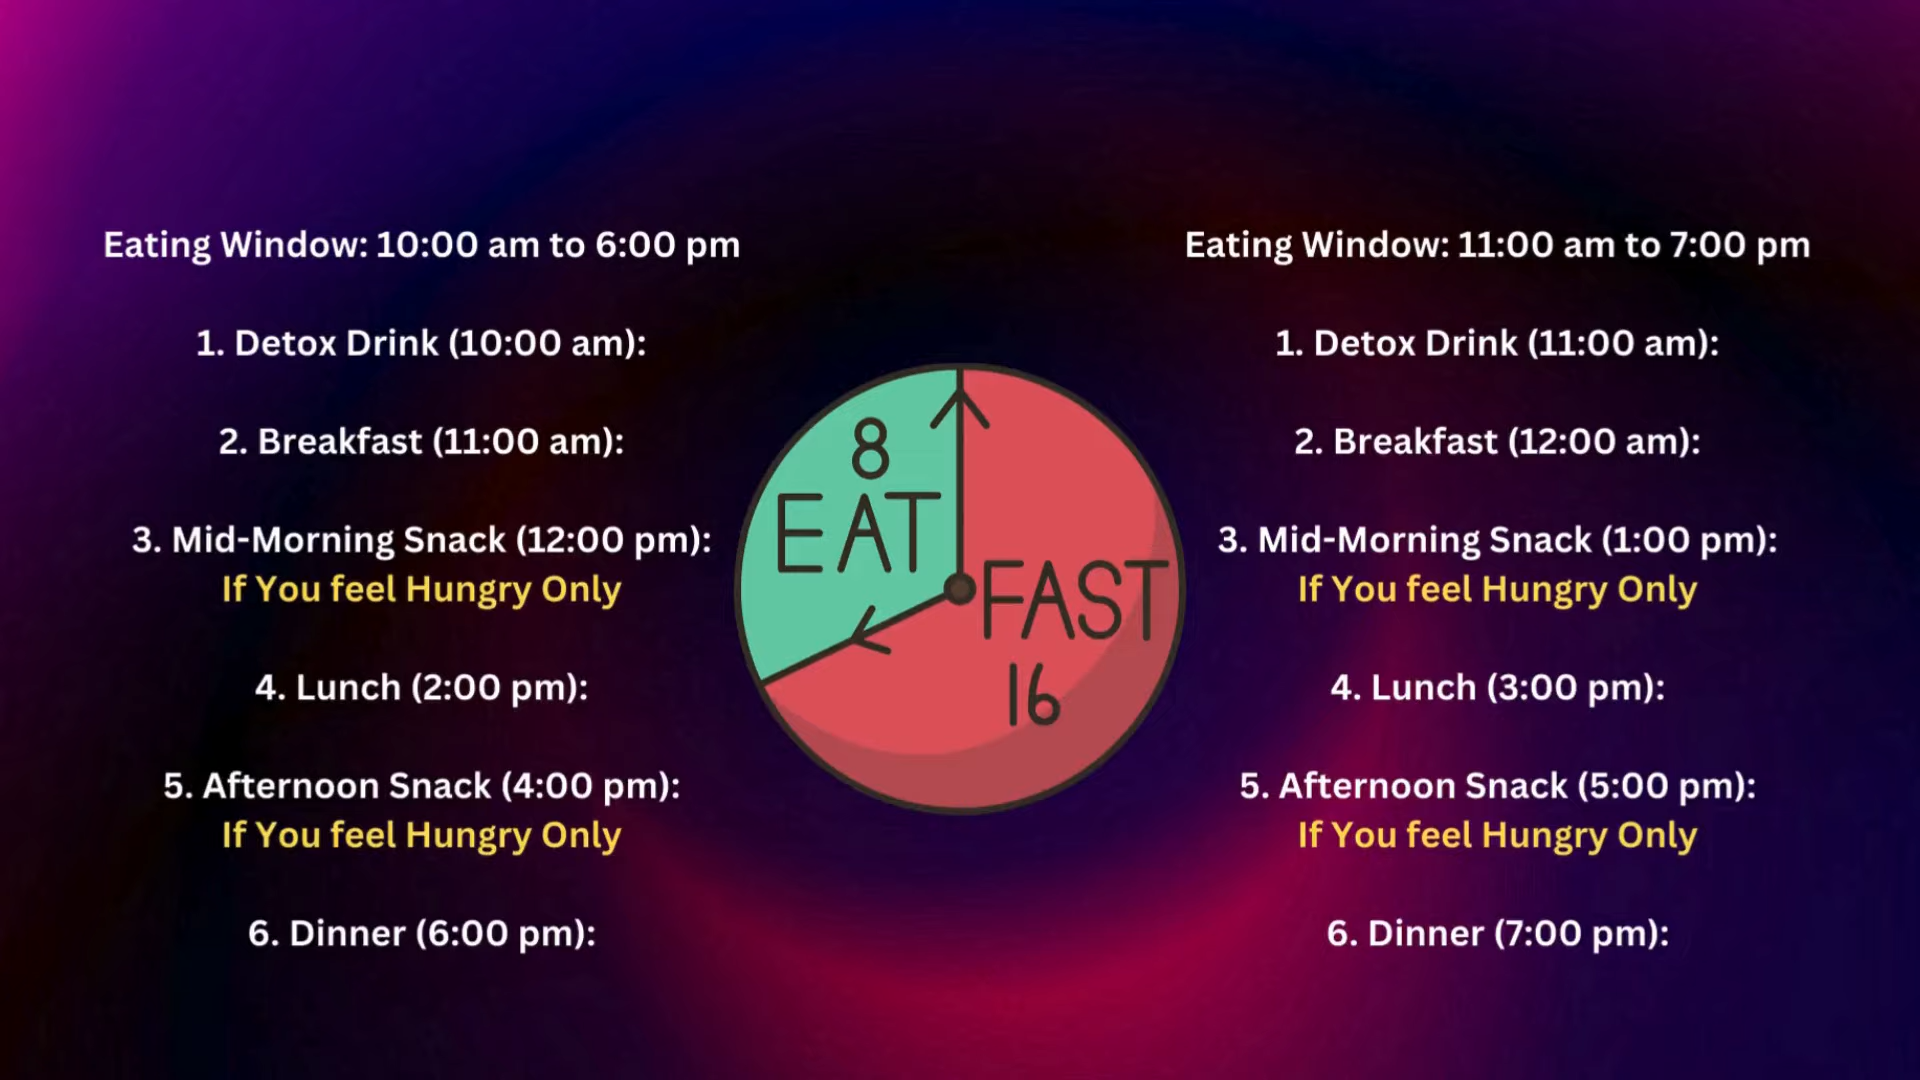 Eating Window: 10:00 am to 6:00 pm
1. Detox Drink (10:00 am):
2. Breakfast (11:00 am):
3. Mid-Morning Snack (12:00 pm):
If You feel Hungry Only
4. Lunch (2:00 pm):
5. Afternoon Snack (4:00 pm):
If You feel Hungry Only
6. Dinner (6:00 pm):
8
EAT
FAST
16
Eating Window: 11:00 am to 7:00 pm
1. Detox Drink (11:00 am):
2. Breakfast (12:00 am):
3. Mid-Morning Snack (1:00 pm):
If You feel Hungry Only
4. Lunch (3:00 pm):
5. Afternoon Snack (5:00 pm):
If You feel Hungry Only
6. Dinner (7:00 pm):